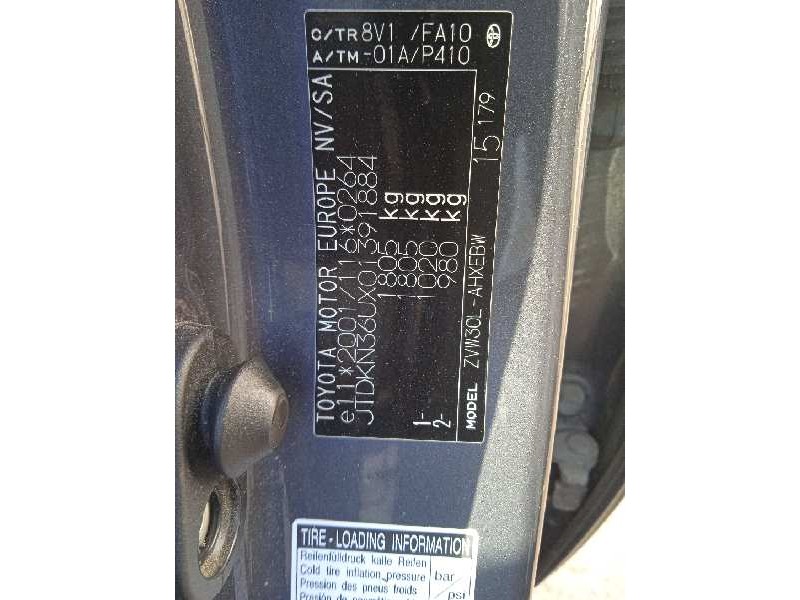 TOYOTA MOTOR EUROPE NV/SA
e11*2001/116*0264
JTDKN36UX01391884
1805 kg
1805 kg
1- 1020 kg
2- 980 kg
MODEL ZVW30L-AHXEBW 15 179
C/TR 8V1 /FA10
A/TM -01A/P410
TIRE - LOADING INFORMATION
Reifenfülldruck kalte Reifen
Cold tire inflation pressure
Pression des pneus froids
bar
psi